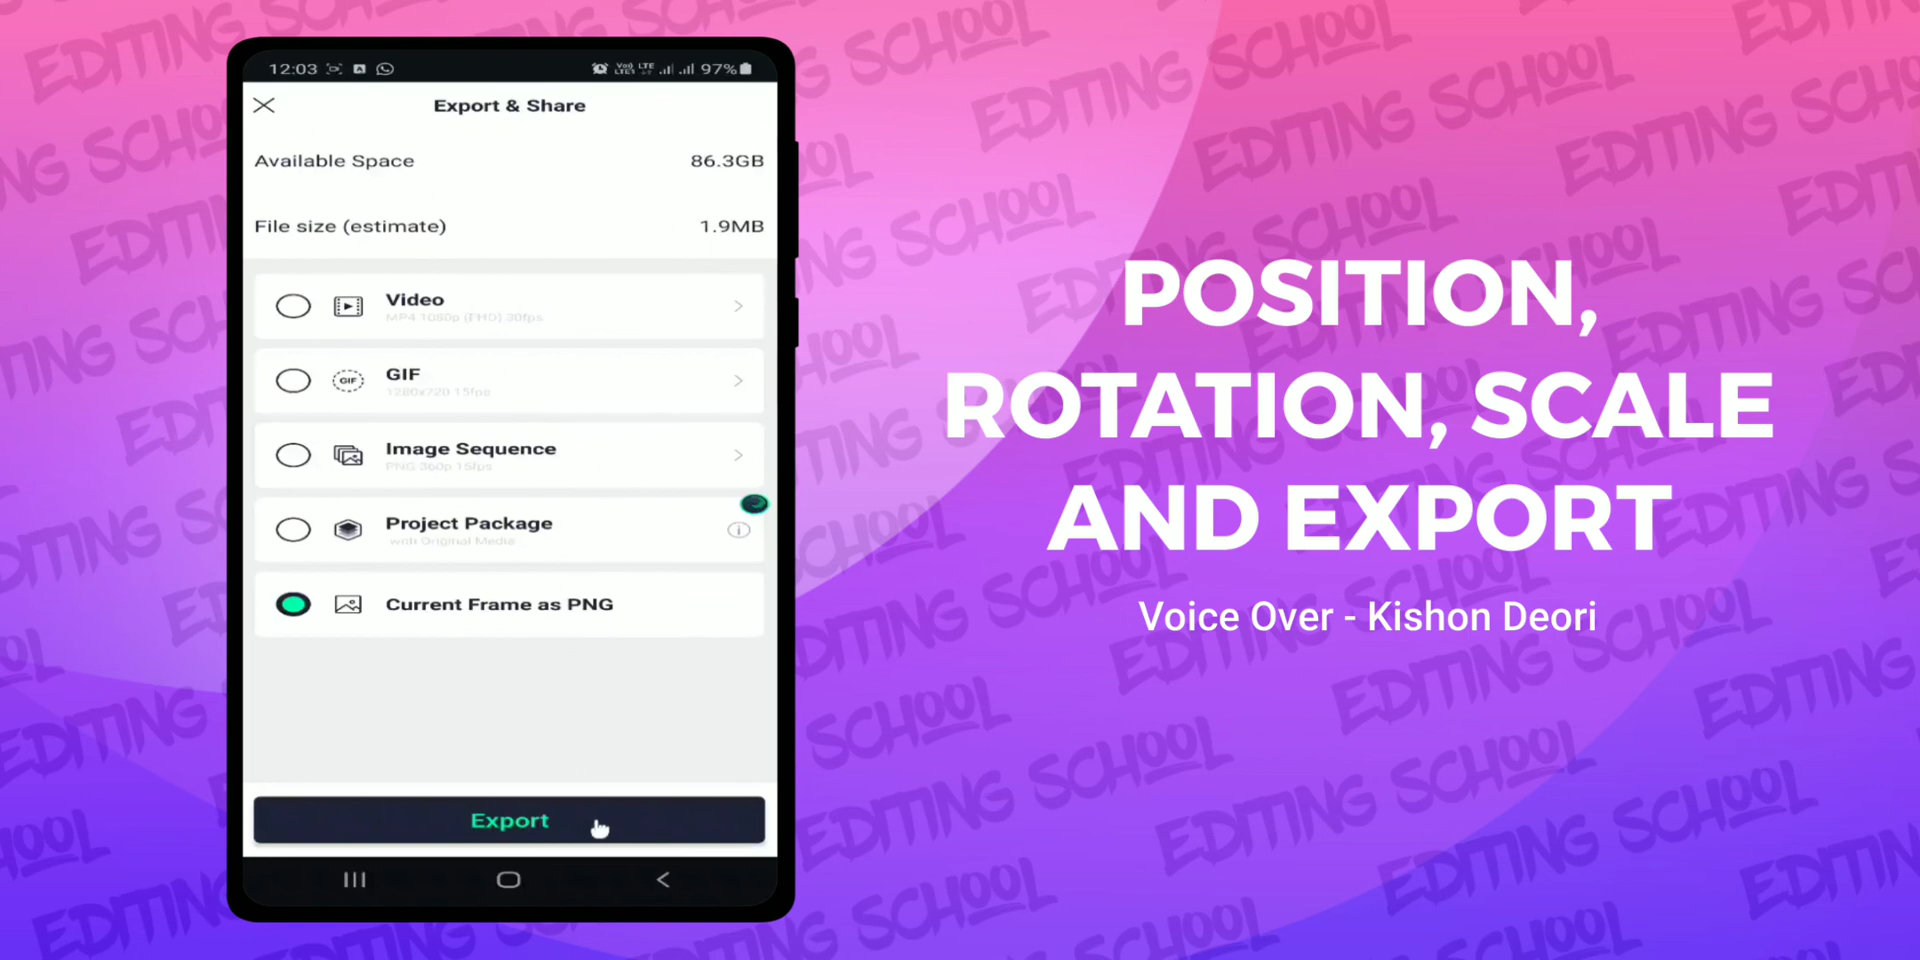 12:03
97%
Export & Share
Available Space 86.3GB
File size (estimate) 1.9MB
Video
MP4 1080p (FHD) 30fps
GIF
GIF
1280x720 15fps
Image Sequence
PNG 360p 15fps
Project Package
with Original Media
Current Frame as PNG
Export
POSITION,
ROTATION, SCALE
AND EXPORT
Voice Over - Kishon Deori
EDITING SCHOOL